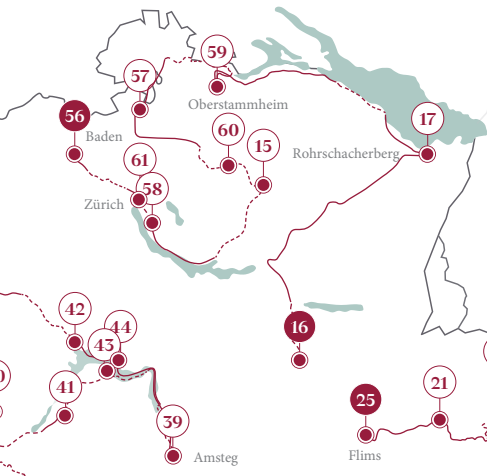 59
57
Oberstammheim
56
17
Baden
60
15
Rohrschacherberg
61
58
Zürich
16
42
44
43
41
25
21
39
Amsteg
Flims